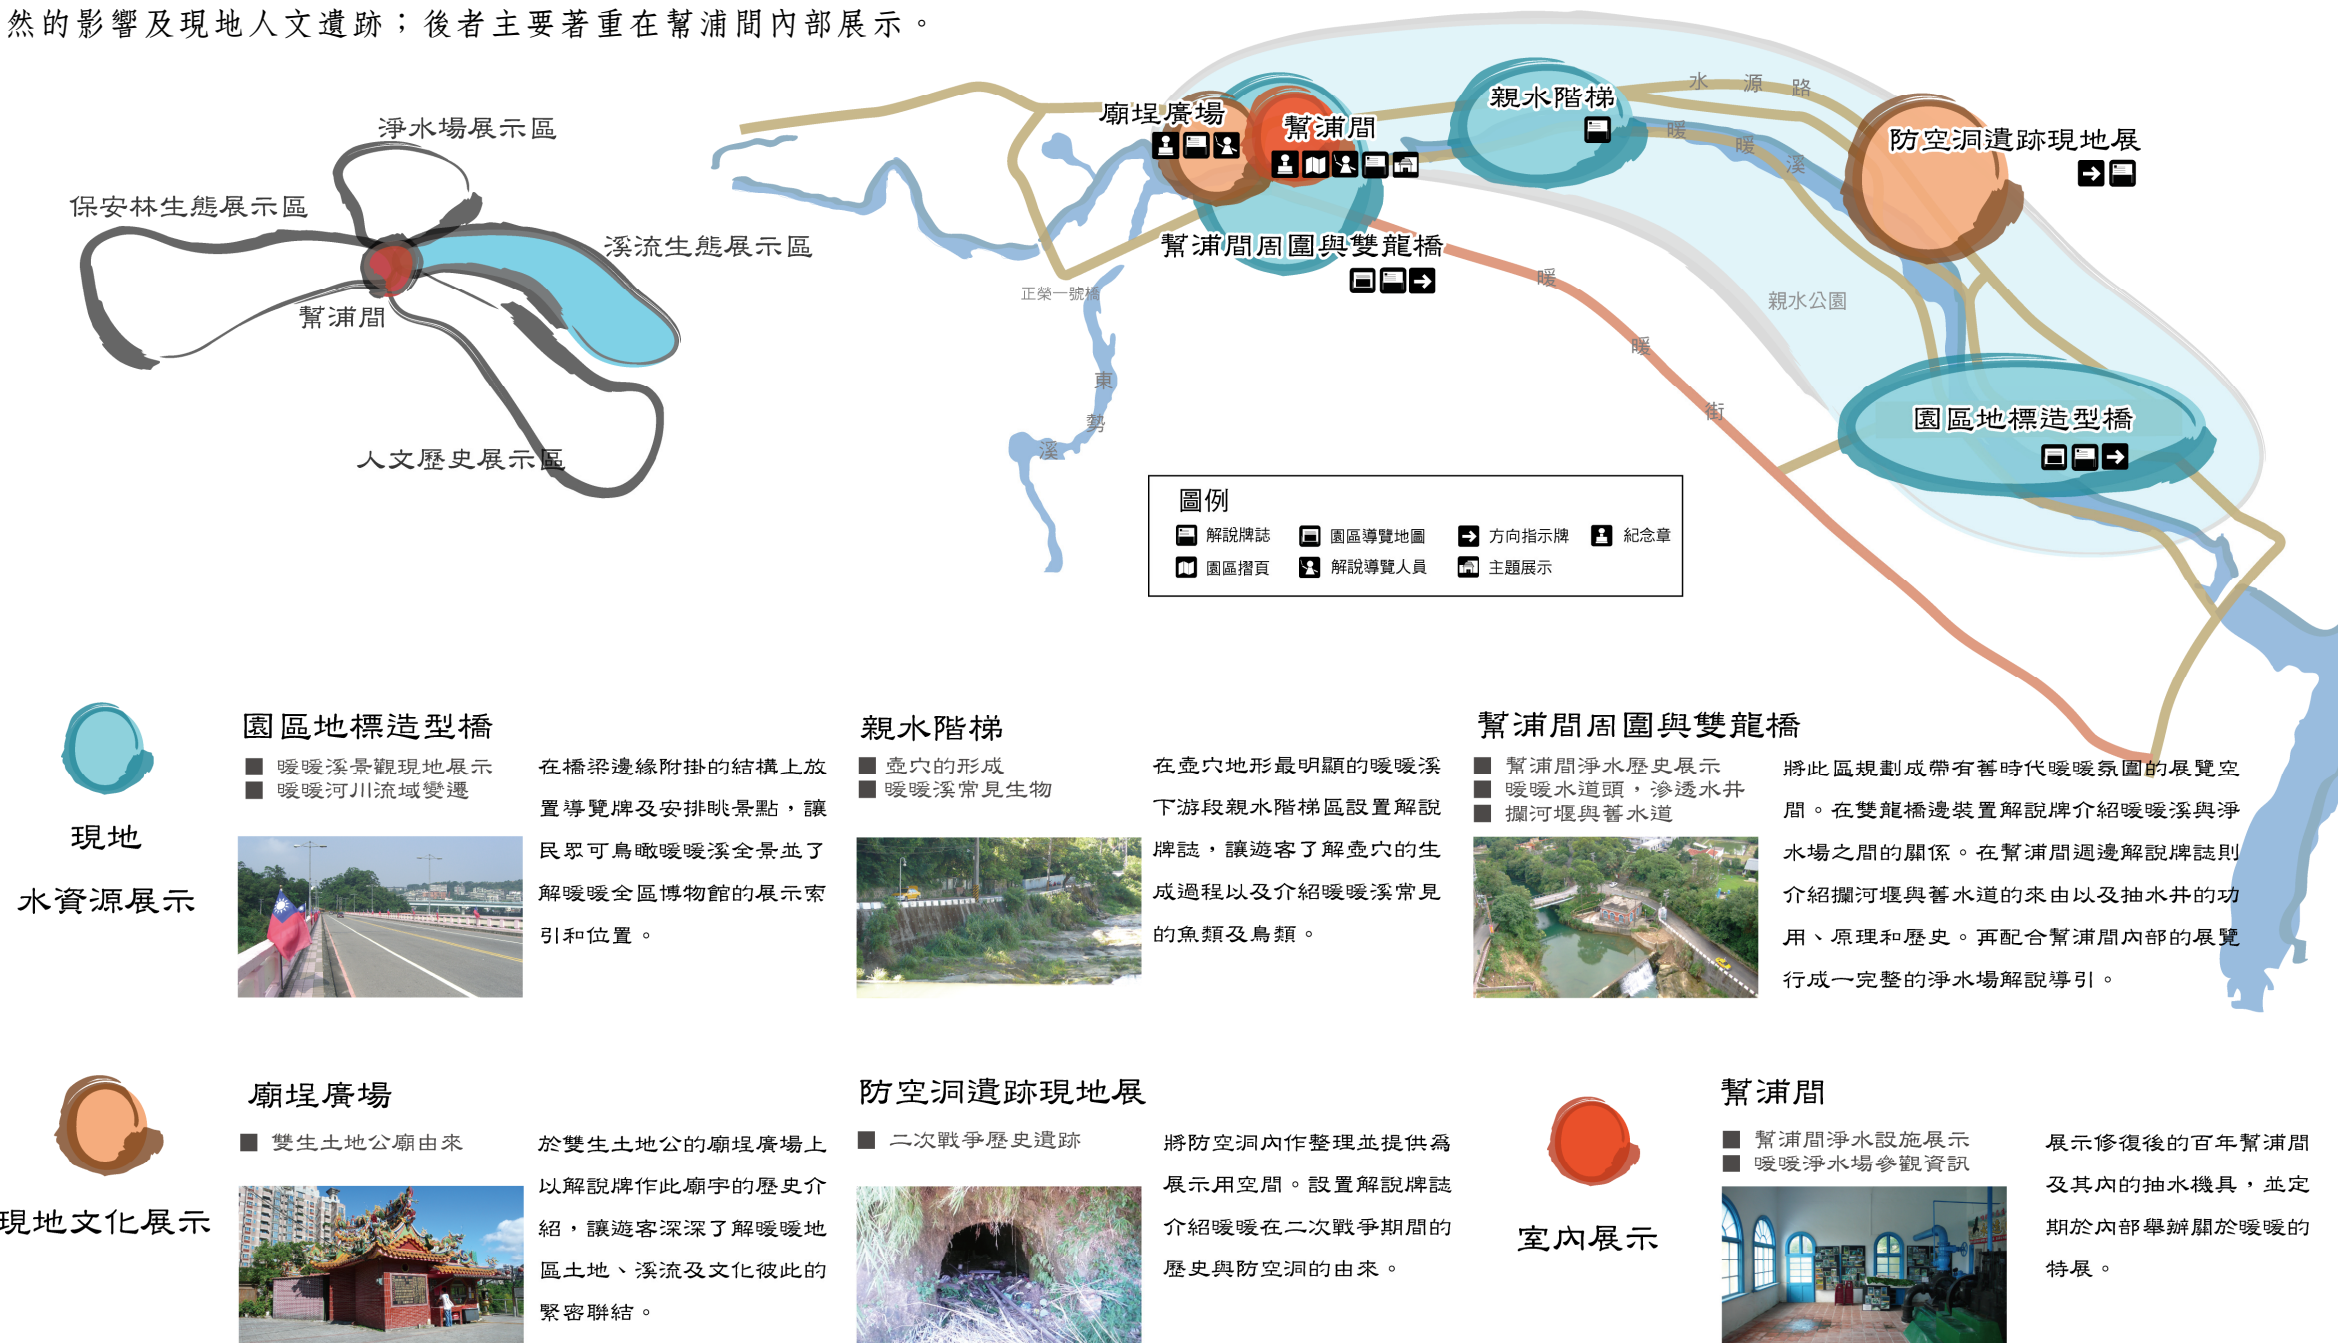 然的影響及現地人文遺跡；後者主要著重在幫浦間內部展示。
淨水場展示區
保安林生態展示區
溪流生態展示區
幫浦間
人文歷史展示區
廟埕廣場
幫浦間
親水階梯
水源路
暖暖溪
防空洞遺跡現地展
幫浦間周圍與雙龍橋
正榮一號橋
親水公園
東勢溪
暖暖街
園區地標造型橋
圖例
解說牌誌
園區導覽地圖
方向指示牌
紀念章
園區摺頁
解說導覽人員
主題展示
現地
水資源展示
園區地標造型橋
暖暖溪景觀現地展示
暖暖河川流域變遷
在橋梁邊緣附掛的結構上放
置導覽牌及安排眺景點，讓
民眾可鳥瞰暖暖溪全景並了
解暖暖全區博物館的展示索
引和位置。
親水階梯
壺穴的形成
暖暖溪常見生物
在壺穴地形最明顯的暖暖溪
下游段親水階梯區設置解說
牌誌，讓遊客了解壺穴的生
成過程以及介紹暖暖溪常見
的魚類及鳥類。
幫浦間周圍與雙龍橋
幫浦間淨水歷史展示
暖暖水道頭，滲透水井
攔河堰與舊水道
將此區規劃成帶有舊時代暖暖氛圍的展覽空
間。在雙龍橋邊裝置解說牌介紹暖暖溪與淨
水場之間的關係。在幫浦間週邊解說牌誌則
介紹攔河堰與舊水道的來由以及抽水井的功
用、原理和歷史。再配合幫浦間內部的展覽
行成一完整的淨水場解說導引。
現地文化展示
廟埕廣場
雙生土地公廟由來
於雙生土地公的廟埕廣場上
以解說牌作此廟宇的歷史介
紹，讓遊客深深了解暖暖地
區土地、溪流及文化彼此的
緊密聯結。
防空洞遺跡現地展
二次戰爭歷史遺跡
將防空洞內作整理並提供為
展示用空間。設置解說牌誌
介紹暖暖在二次戰爭期間的
歷史與防空洞的由來。
室內展示
幫浦間
幫浦間淨水設施展示
暖暖淨水場參觀資訊
展示修復後的百年幫浦間
及其內的抽水機具，並定
期於內部舉辦關於暖暖的
特展。